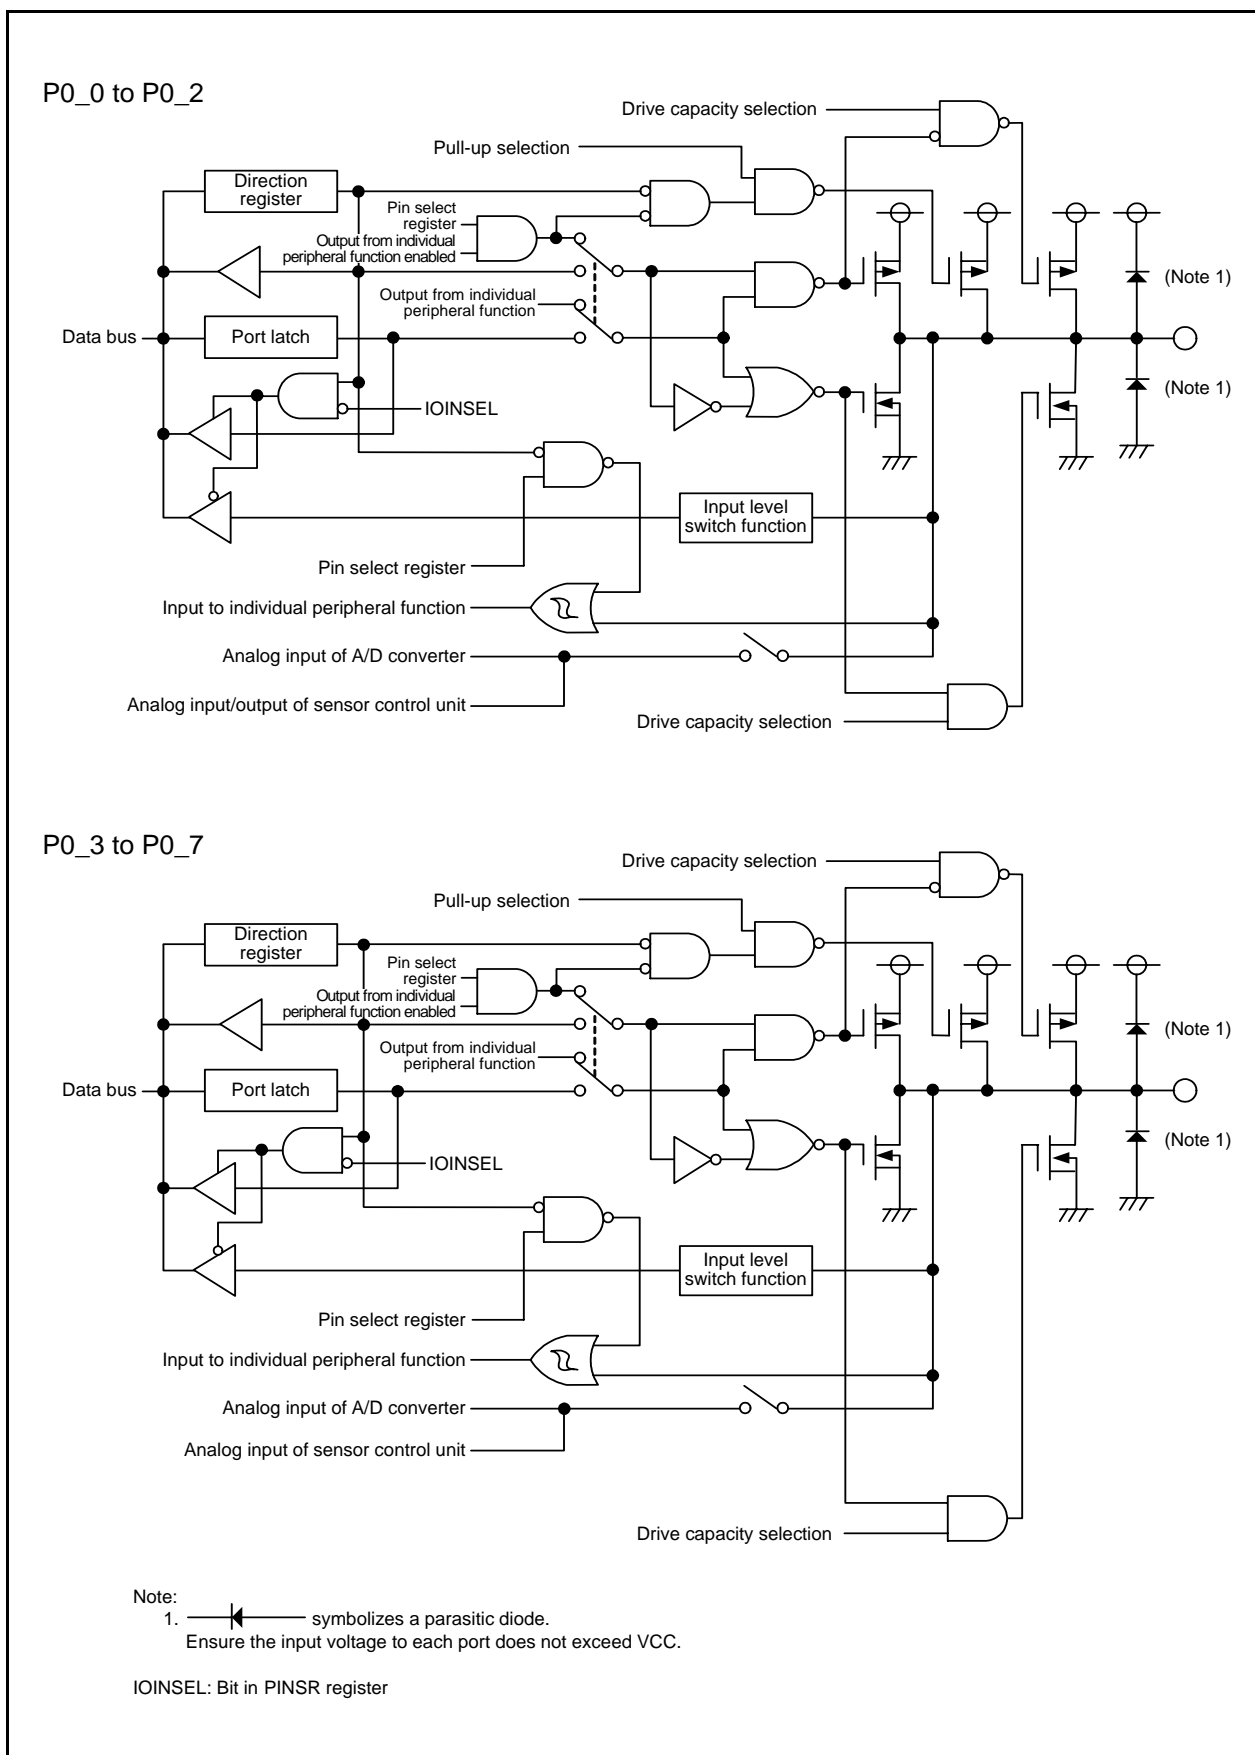 P0_0 to P0_2
Drive capacity selection
Pull-up selection
Direction
register
Pin select
register
Output from individual
peripheral function enabled
(Note 1)
Output from individual
peripheral function
Data bus
Port latch
(Note 1)
IOINSEL
Input level
switch function
Pin select register
Input to individual peripheral function
Analog input of A/D converter
Analog input/output of sensor control unit
Drive capacity selection
P0_3 to P0_7
Drive capacity selection
Pull-up selection
Direction
register
Pin select
register
Output from individual
peripheral function enabled
(Note 1)
Output from individual
peripheral function
Data bus
Port latch
(Note 1)
IOINSEL
Input level
switch function
Pin select register
Input to individual peripheral function
Analog input of A/D converter
Analog input of sensor control unit
Drive capacity selection
Note:
1. symbolizes a parasitic diode.
Ensure the input voltage to each port does not exceed VCC.
IOINSEL: Bit in PINSR register